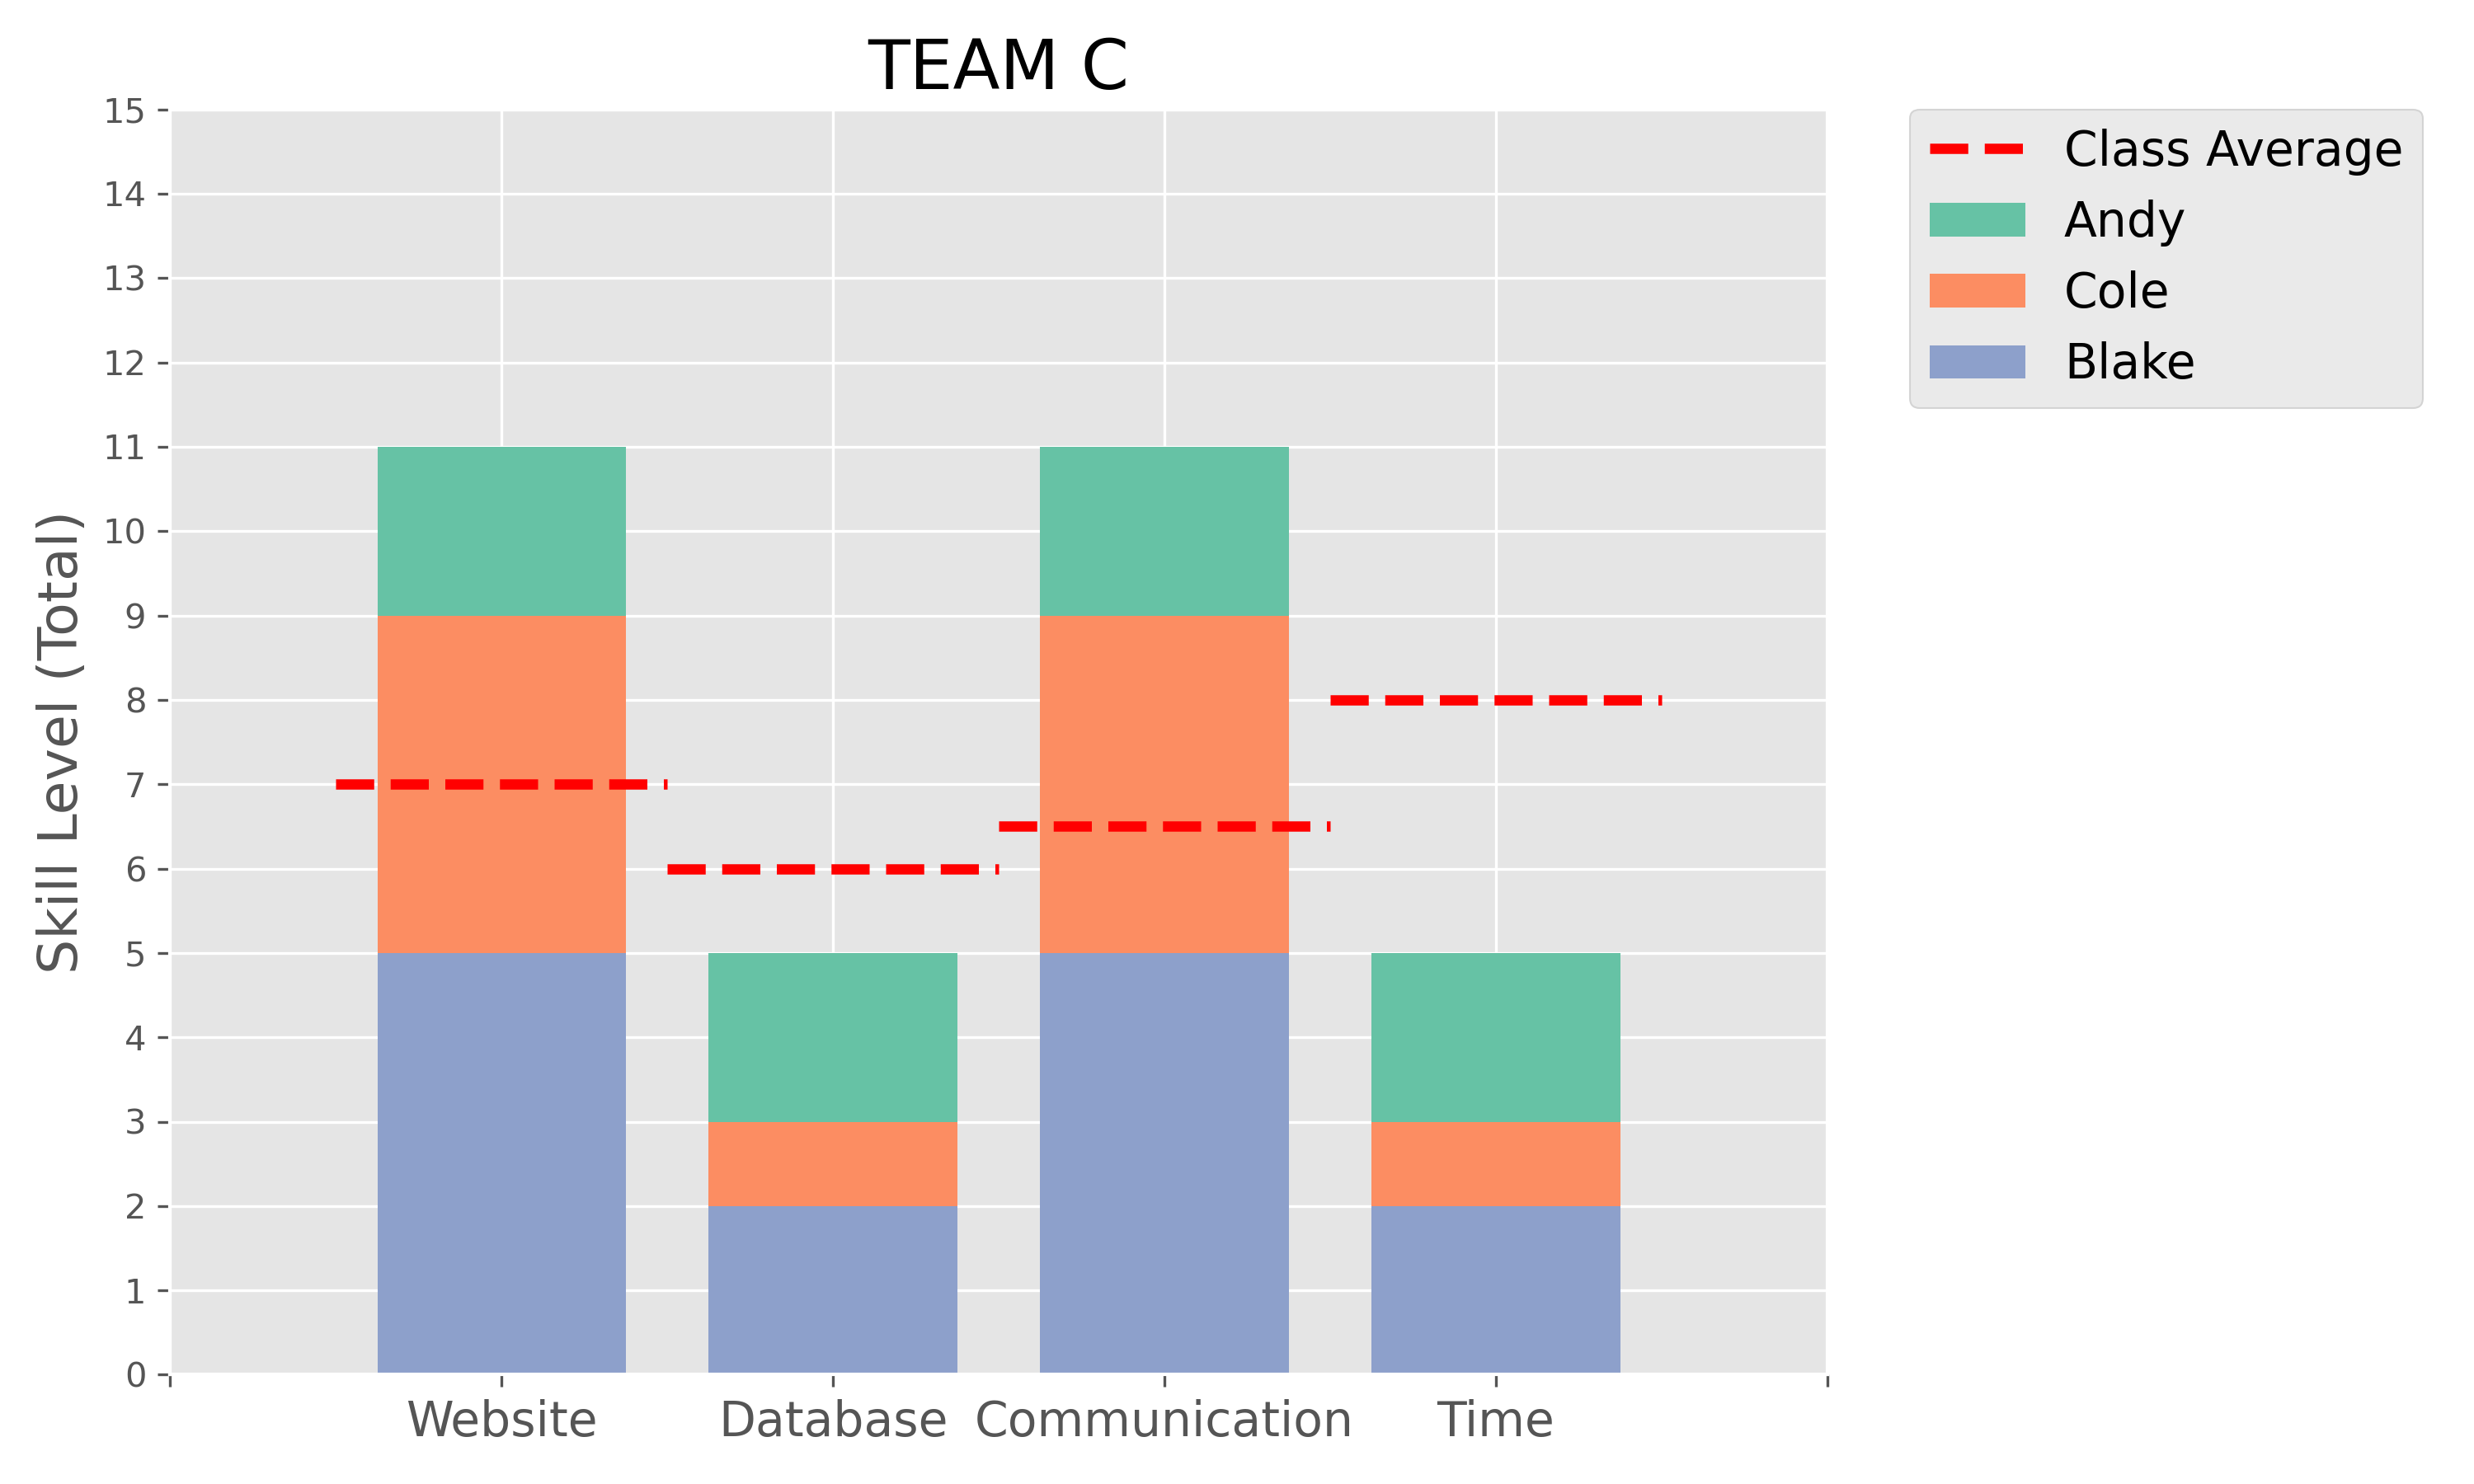 TEAM C
Skill Level (Total)
15
14
13
12
11
10
9
8
7
6
5
4
3
2
1
0
Website Database Communication Time
Class Average
Andy
Cole
Blake